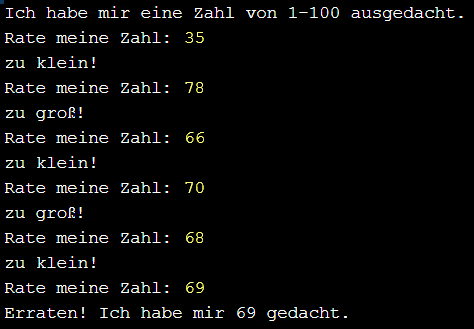 Ich habe mir eine Zahl von 1-100 ausgedacht.
Rate meine Zahl: 35
zu klein!
Rate meine Zahl: 78
zu groß!
Rate meine Zahl: 66
zu klein!
Rate meine Zahl: 70
zu groß!
Rate meine Zahl: 68
zu klein!
Rate meine Zahl: 69
Erraten! Ich habe mir 69 gedacht.